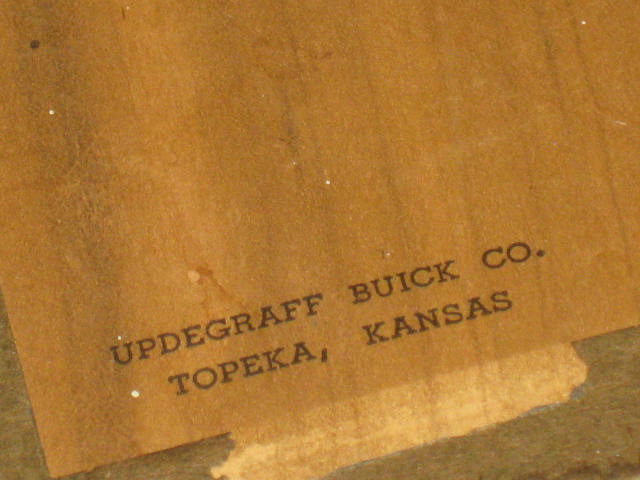 UPDEGRAFF BUICK CO.
TOPEKA, KANSAS